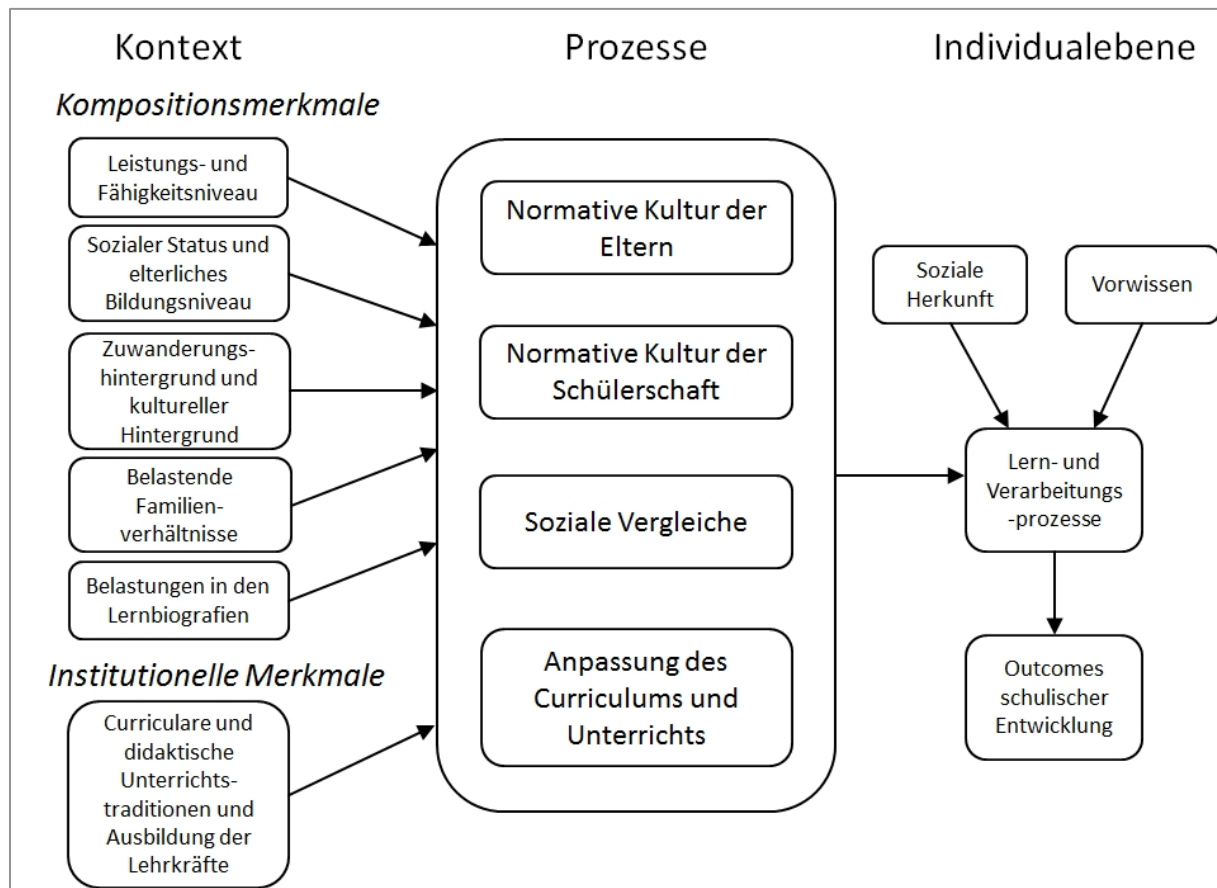 Kontext
Kompositionsmerkmale
Leistungs- und
Fähigkeitsniveau
Sozialer Status und
elterliches
Bildungsniveau
Zuwanderungs-
hintergrund und
kultureller
Hintergrund
Belastende
Familien-
verhältnisse
Belastungen in den
Lernbiografien
Institutionelle Merkmale
Curriculare und
didaktische
Unterrichts-
traditionen und
Ausbildung der
Lehrkräfte
Prozesse
Normative Kultur der
Eltern
Normative Kultur der
Schülerschaft
Soziale Vergleiche
Anpassung des
Curriculums und
Unterrichts
Individualebene
Soziale
Herkunft
Vorwissen
Lern- und
Verarbeitungs
-prozesse
Outcomes
schulischer
Entwicklung